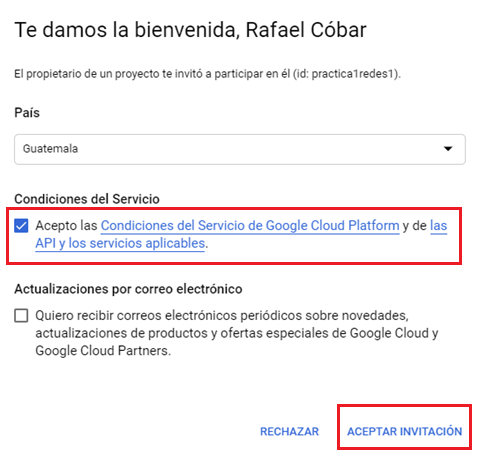 Te damos la bienvenida, Rafael Cóbar
El propietario de un proyecto te invitó a participar en él (id: practica1redes1).
País
Guatemala
Condiciones del Servicio
Acepto las Condiciones del Servicio de Google Cloud Platform y de las
API y los servicios aplicables.
Actualizaciones por correo electrónico
Quiero recibir correos electrónicos periódicos sobre novedades,
actualizaciones de productos y ofertas especiales de Google Cloud y
Google Cloud Partners.
RECHAZAR ACEPTAR INVITACIÓN